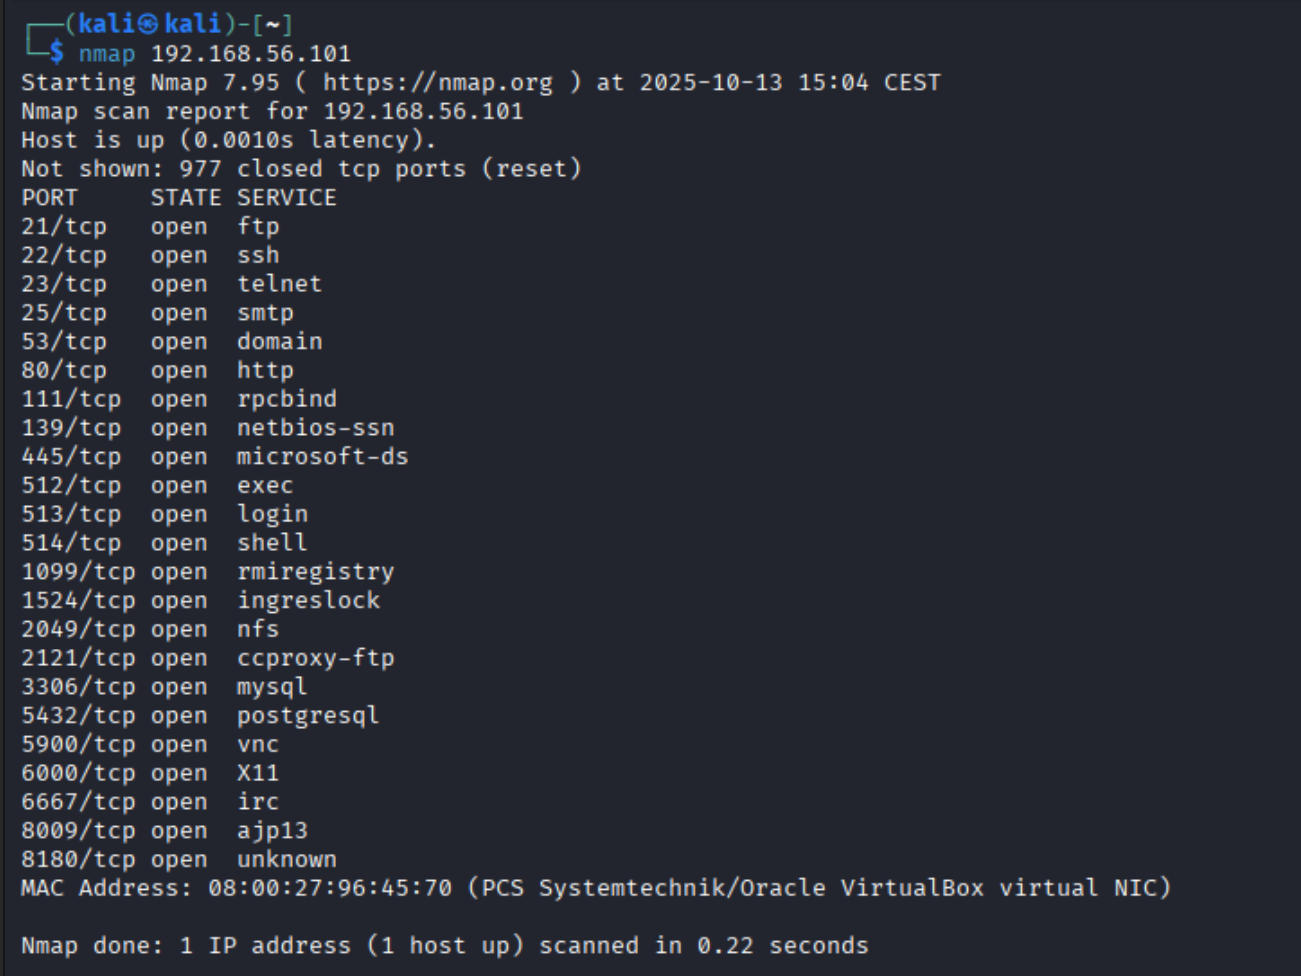 ┌──(kali㉿kali)-[~]
└─$ nmap 192.168.56.101
Starting Nmap 7.95 ( https://nmap.org ) at 2025-10-13 15:04 CEST
Nmap scan report for 192.168.56.101
Host is up (0.0010s latency).
Not shown: 977 closed tcp ports (reset)
PORT     STATE SERVICE
21/tcp   open  ftp
22/tcp   open  ssh
23/tcp   open  telnet
25/tcp   open  smtp
53/tcp   open  domain
80/tcp   open  http
111/tcp  open  rpcbind
139/tcp  open  netbios-ssn
445/tcp  open  microsoft-ds
512/tcp  open  exec
513/tcp  open  login
514/tcp  open  shell
1099/tcp open  rmiregistry
1524/tcp open  ingreslock
2049/tcp open  nfs
2121/tcp open  ccproxy-ftp
3306/tcp open  mysql
5432/tcp open  postgresql
5900/tcp open  vnc
6000/tcp open  X11
6667/tcp open  irc
8009/tcp open  ajp13
8180/tcp open  unknown
MAC Address: 08:00:27:96:45:70 (PCS Systemtechnik/Oracle VirtualBox virtual NIC)
Nmap done: 1 IP address (1 host up) scanned in 0.22 seconds